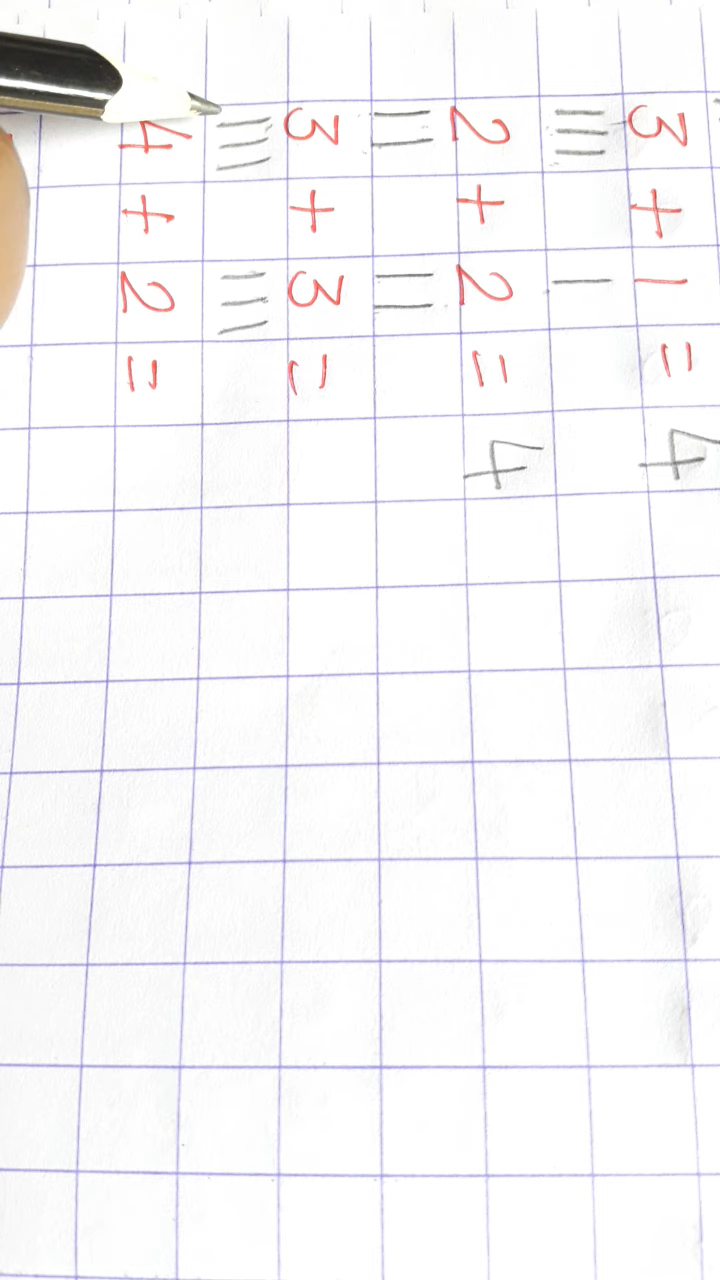 3 + 1 = 4
||| |
2 + 2 = 4
|| ||
3 + 3 =
||| |||
4 + 2 =